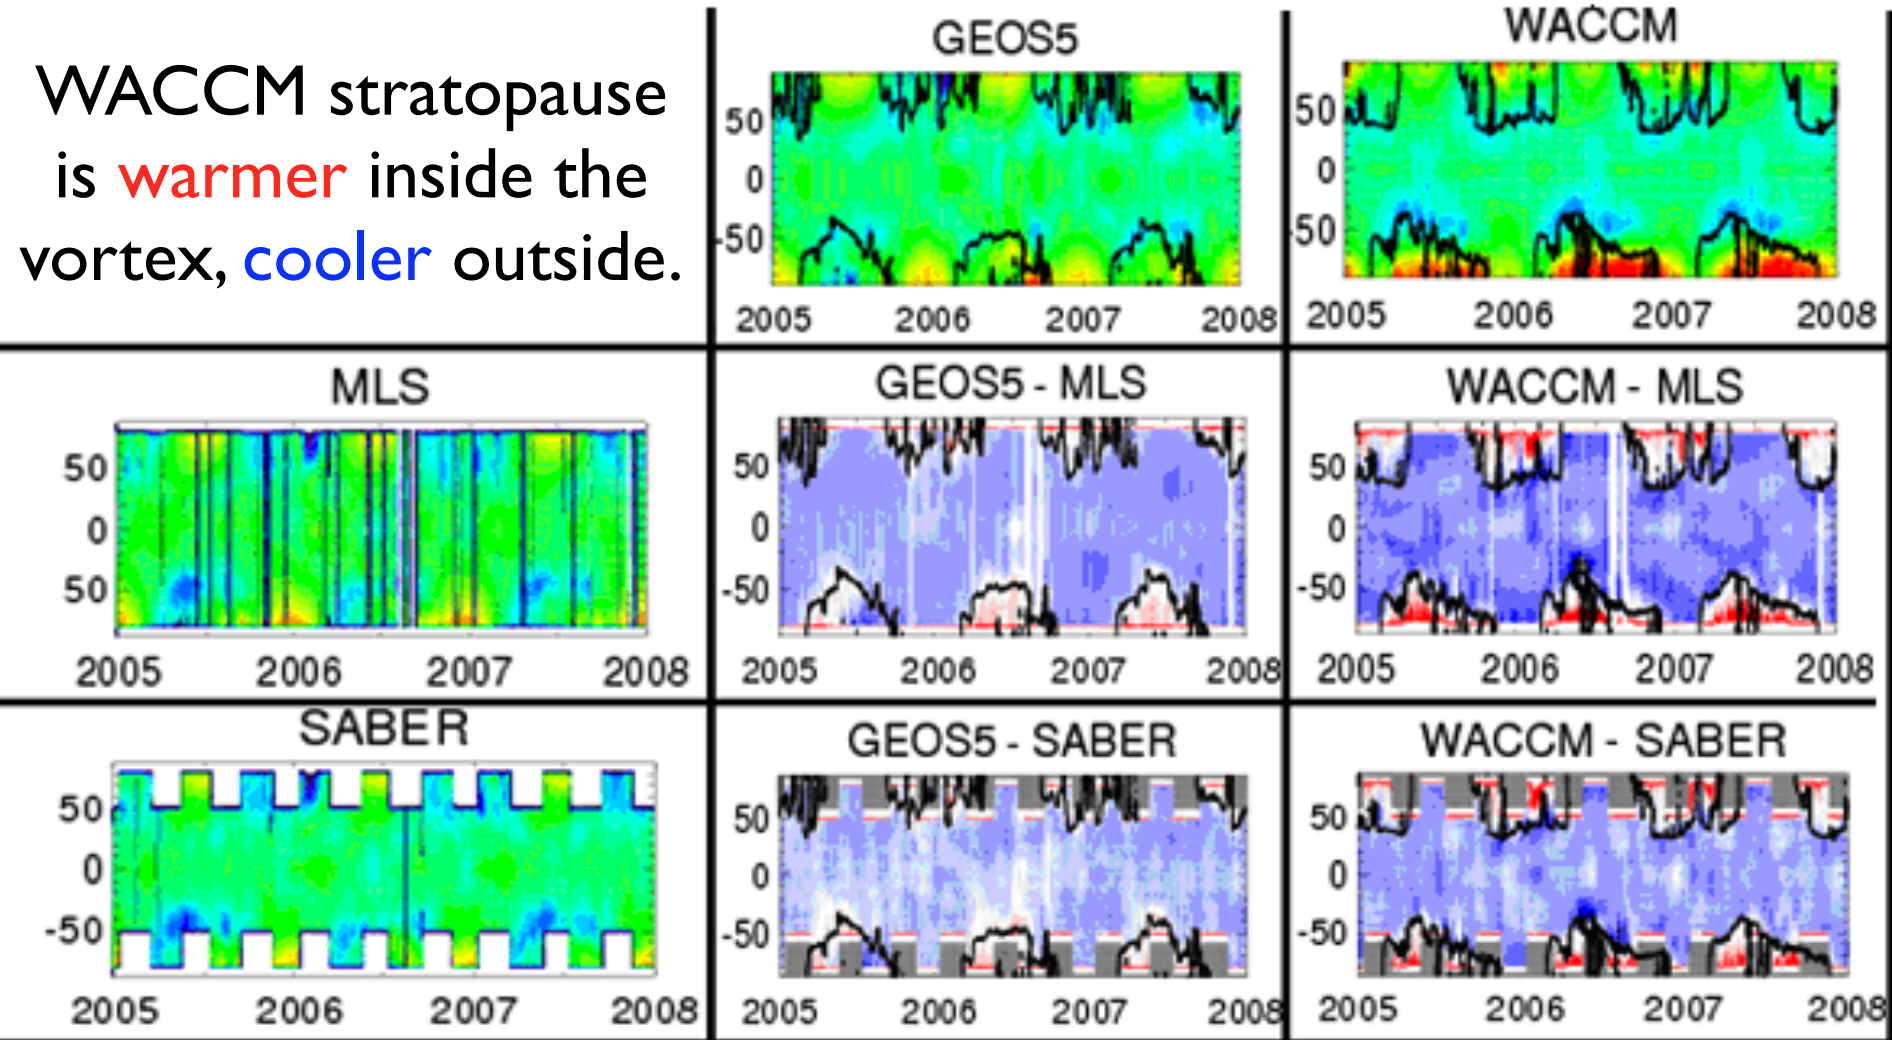 WACCM stratopause
is warmer inside the
vortex, cooler outside.
GEOS5
50
0
-50
2005 2006 2007 2008
WACCM
50
0
50
2005 2006 2007 2008
MLS
50
0
50
2005 2006 2007 2008
GEOS5 - MLS
50
0
-50
2005 2006 2007 2008
WACCM - MLS
50
0
-50
2005 2006 2007 2008
SABER
50
0
-50
2005 2006 2007 2008
GEOS5 - SABER
50
0
-50
2005 2006 2007 2008
WACCM - SABER
50
0
-50
2005 2006 2007 2008